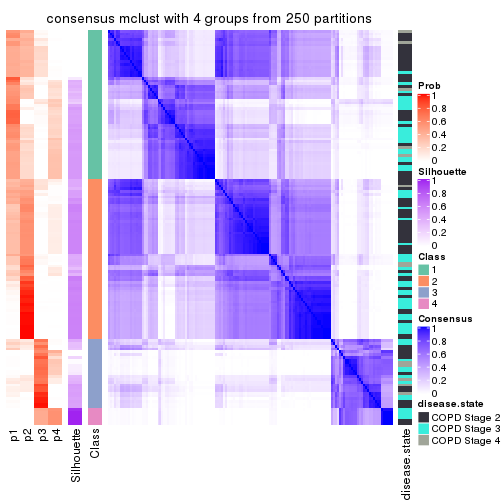 consensus mclust with 4 groups from 250 partitions
Prob
1
0.8
0.6
0.4
0.2
0
Silhouette
1
0.8
0.6
0.4
0.2
0
Class
1
2
3
4
Consensus
1
0.8
0.6
0.4
0.2
0
disease.state
COPD Stage 2
COPD Stage 3
COPD Stage 4
p1
p2
p3
p4
Silhouette
Class
disease.state